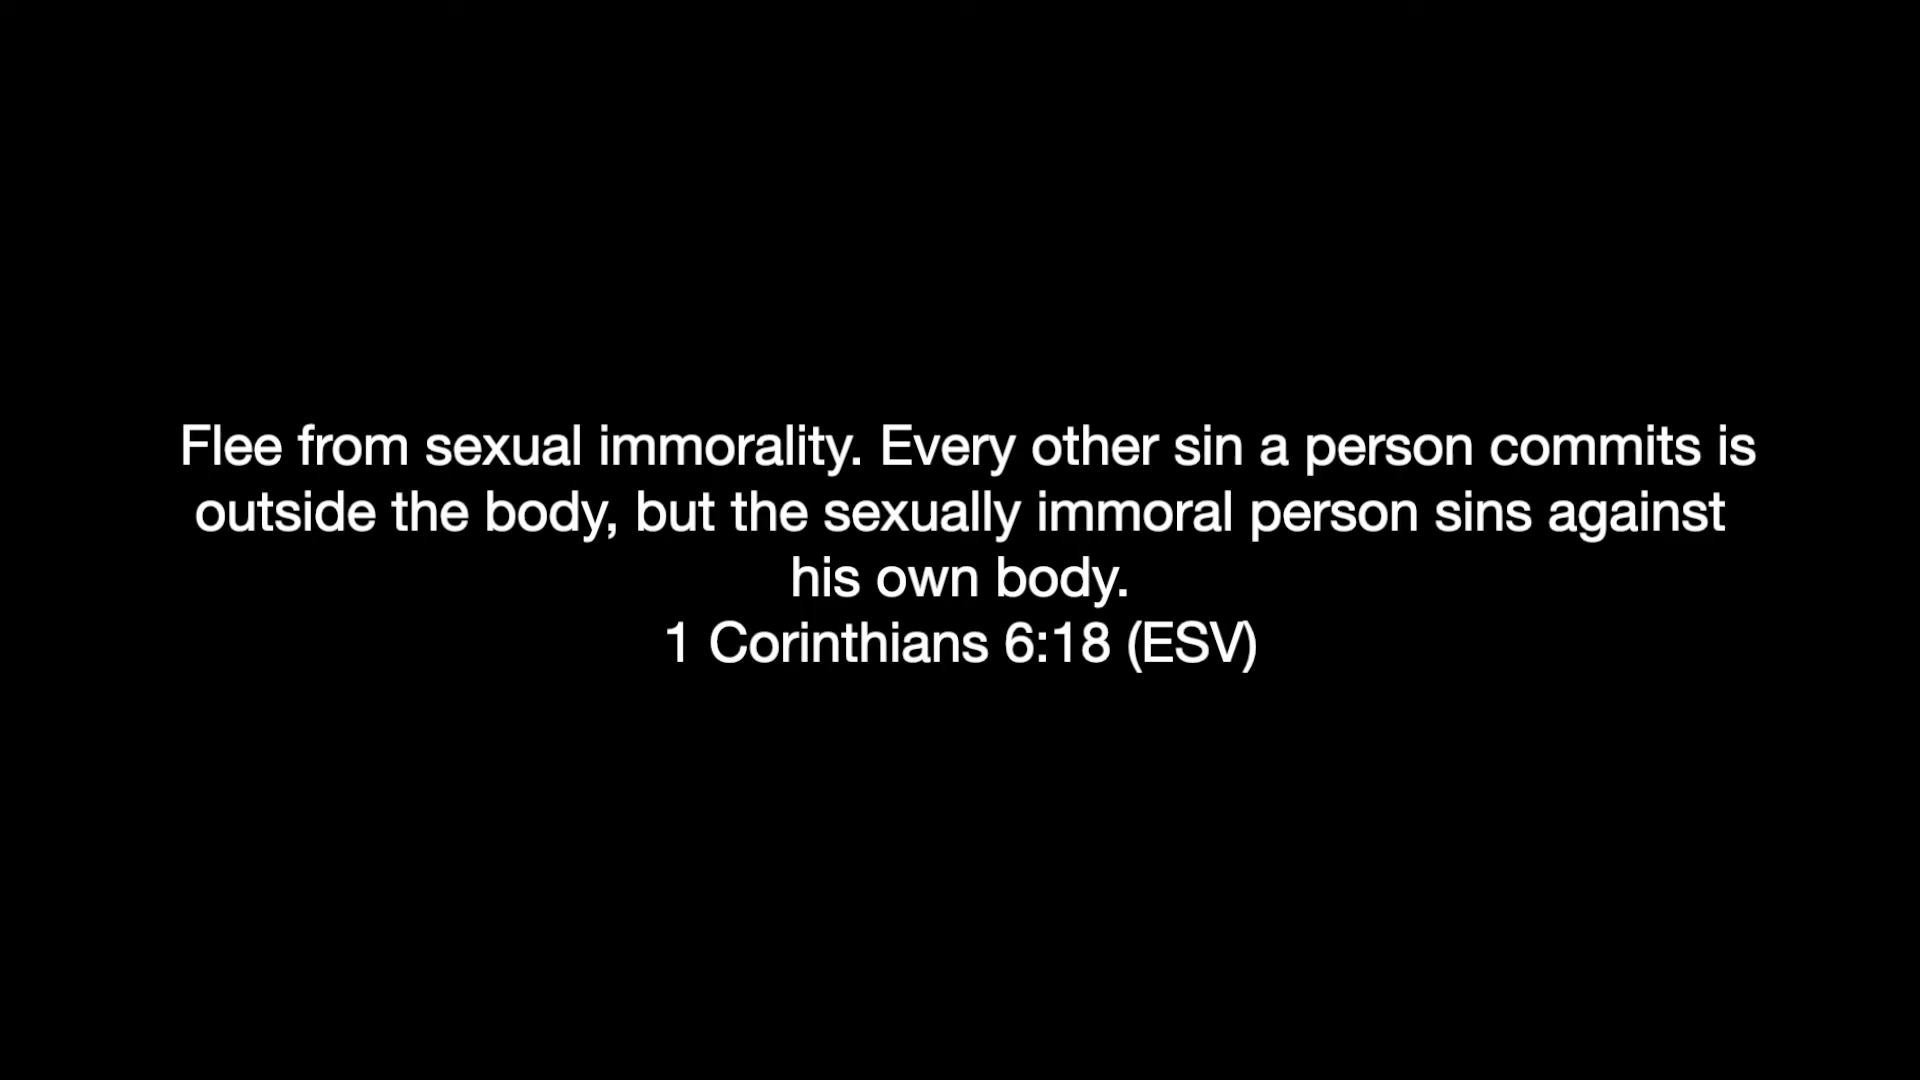 Flee from sexual immorality. Every other sin a person commits is
outside the body, but the sexually immoral person sins against
his own body.
1 Corinthians 6:18 (ESV)